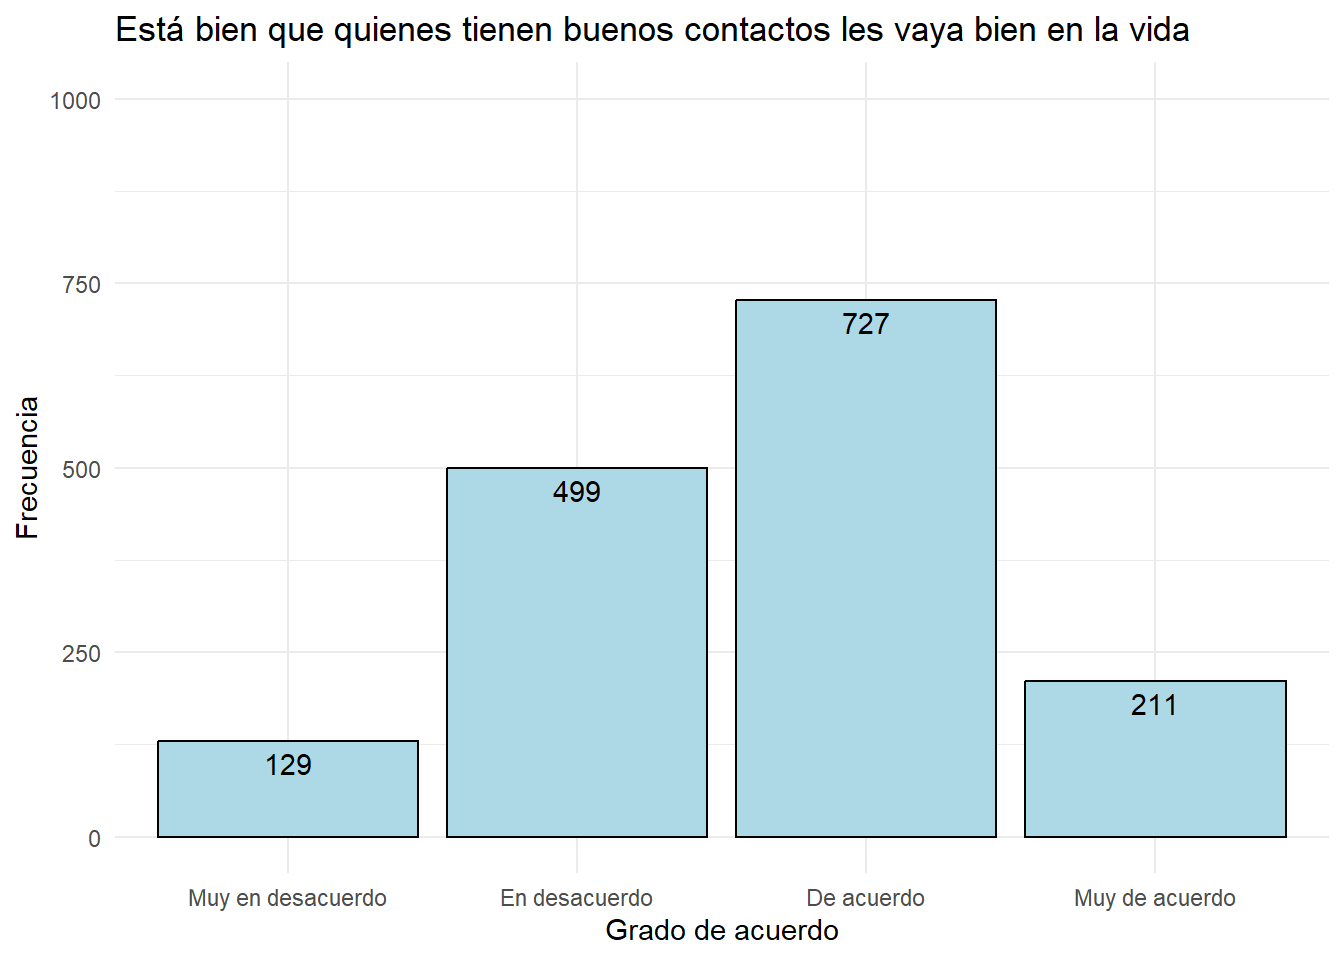 Está bien que quienes tienen buenos contactos les vaya bien en la vida
1000
750
500
250
0
Frecuencia
129
499
727
211
Muy en desacuerdo
En desacuerdo
De acuerdo
Muy de acuerdo
Grado de acuerdo